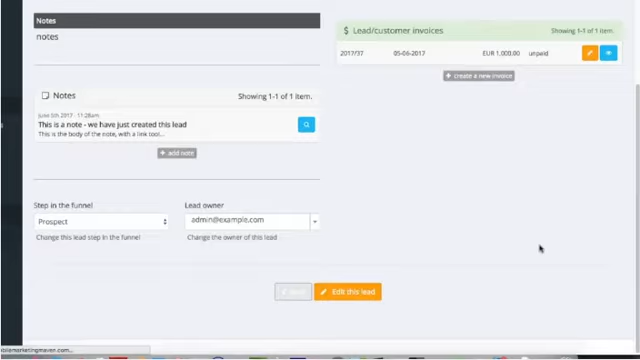 Notes
notes
Notes
Showing 1-1 of 1 item.
June 5th 2017 - 11:28am
This is a note - we have just created this lead
This is the body of the note, with a link tool...
+ add note
Step in the funnel
Prospect
Change this lead step in the funnel
Lead owner
admin@example.com
Change the owner of this lead
$ Lead/customer invoices
Showing 1-1 of 1 item.
2017/37 05-06-2017 EUR 1,000.00 unpaid
+ create a new invoice
Edit this lead